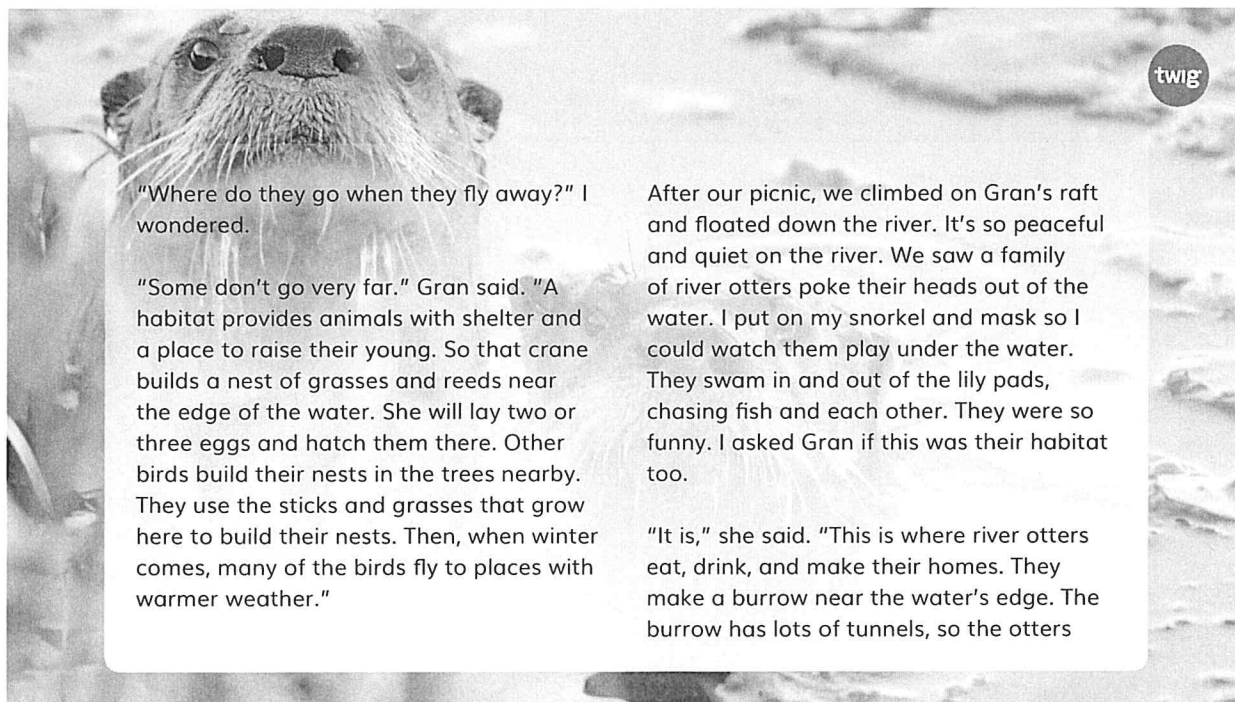 twig
"Where do they go when they fly away?" I
wondered.
"Some don't go very far." Gran said. "A
habitat provides animals with shelter and
a place to raise their young. So that crane
builds a nest of grasses and reeds near
the edge of the water. She will lay two or
three eggs and hatch them there. Other
birds build their nests in the trees nearby.
They use the sticks and grasses that grow
here to build their nests. Then, when winter
comes, many of the birds fly to places with
warmer weather."
After our picnic, we climbed on Gran's raft
and floated down the river. It's so peaceful
and quiet on the river. We saw a family
of river otters poke their heads out of the
water. I put on my snorkel and mask so I
could watch them play under the water.
They swam in and out of the lily pads,
chasing fish and each other. They were so
funny. I asked Gran if this was their habitat
too.
"It is," she said. "This is where river otters
eat, drink, and make their homes. They
make a burrow near the water's edge. The
burrow has lots of tunnels, so the otters